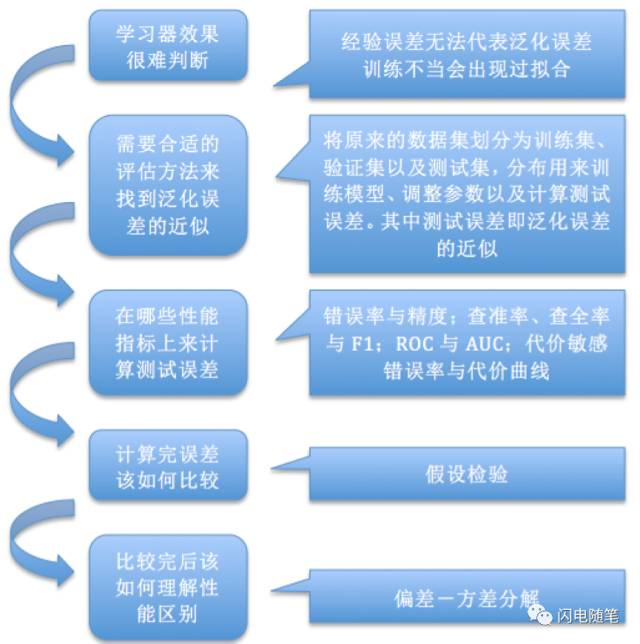 学习器效果
很难判断
经验误差无法代表泛化误差
训练不当会出现过拟合
需要合适的
评估方法来
找到泛化误
差的近似
将原来的数据集划分为训练集、
验证集以及测试集，分布用来训
练模型、调整参数以及计算测试
误差。其中测试误差即泛化误差
的近似
在哪些性能
指标上来计
算测试误差
错误率与精度；查准率、查全率
与 F1；ROC 与 AUC；代价敏感
错误率与代价曲线
计算完误差
该如何比较
假设检验
比较完后该
如何理解性
能区别
偏差－方差分解
闪电随笔